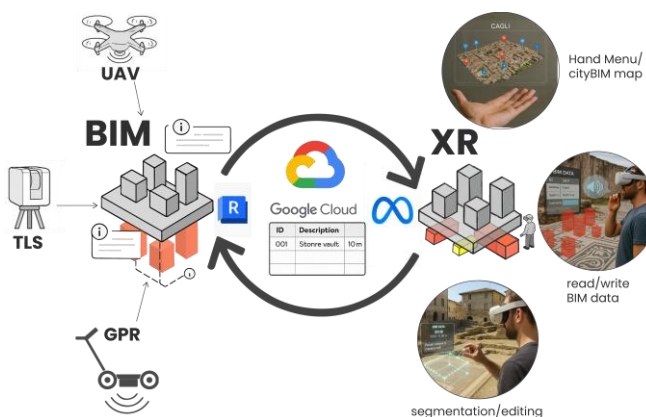 UAV
BIM
TLS
GPR
R
Google Cloud
ID Description
001 Stonre vault 10m
XR
CAGLI
Hand Menu/
cityBIM map
BIM DATA
read/write
BIM data
segmentation/editing